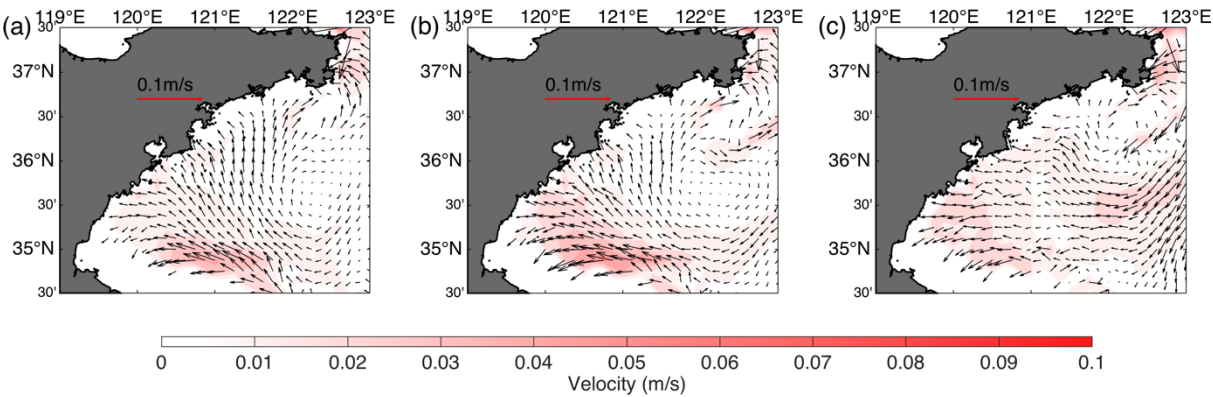 119°E 120°E 121°E 122°E 123°E 119°E 120°E 121°E 122°E 123°E 119°E 120°E 121°E 122°E 123°E
(a) 30' (b) 30' (c) 30'
37°N 37°N 37°N
0.1m/s 0.1m/s 0.1m/s
30' 30' 30'
36°N 36°N 36°N
30' 30' 30'
35°N 35°N 35°N
30' 30' 30'
0 0.01 0.02 0.03 0.04 0.05 0.06 0.07 0.08 0.09 0.1
Velocity (m/s)